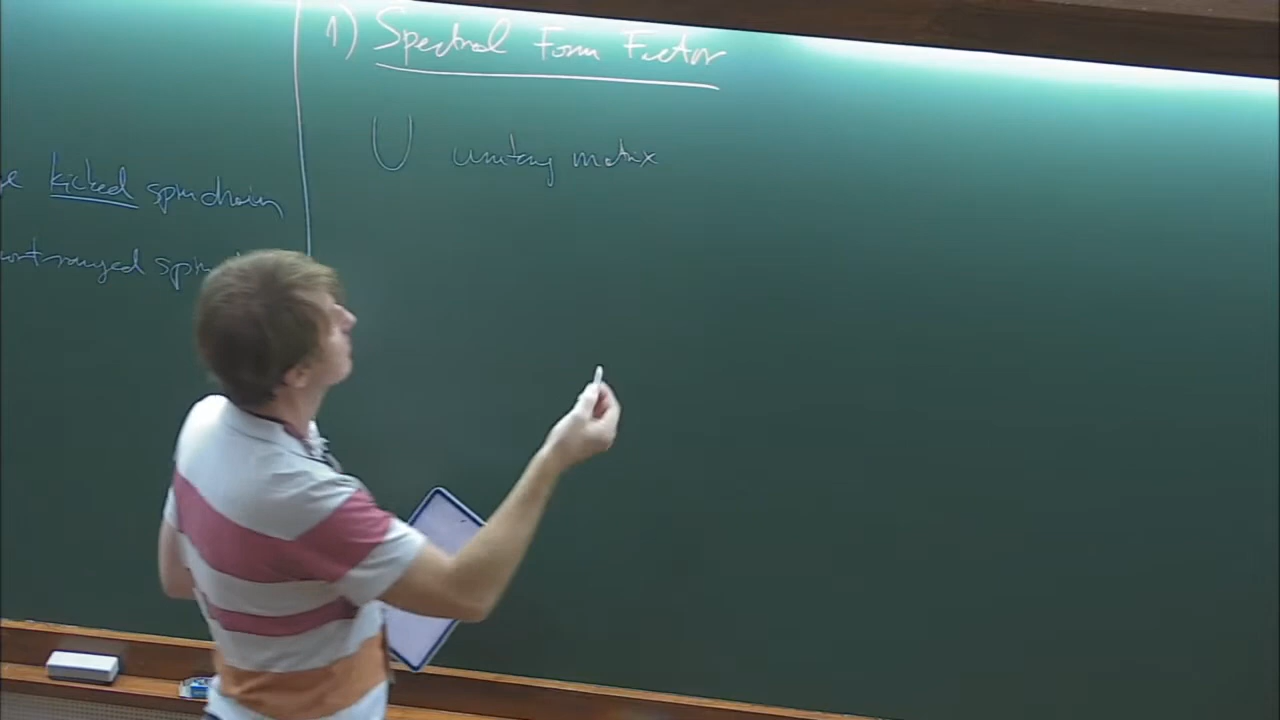 kicked spin chain
1) Spectral Form Factor
U unitary matrix